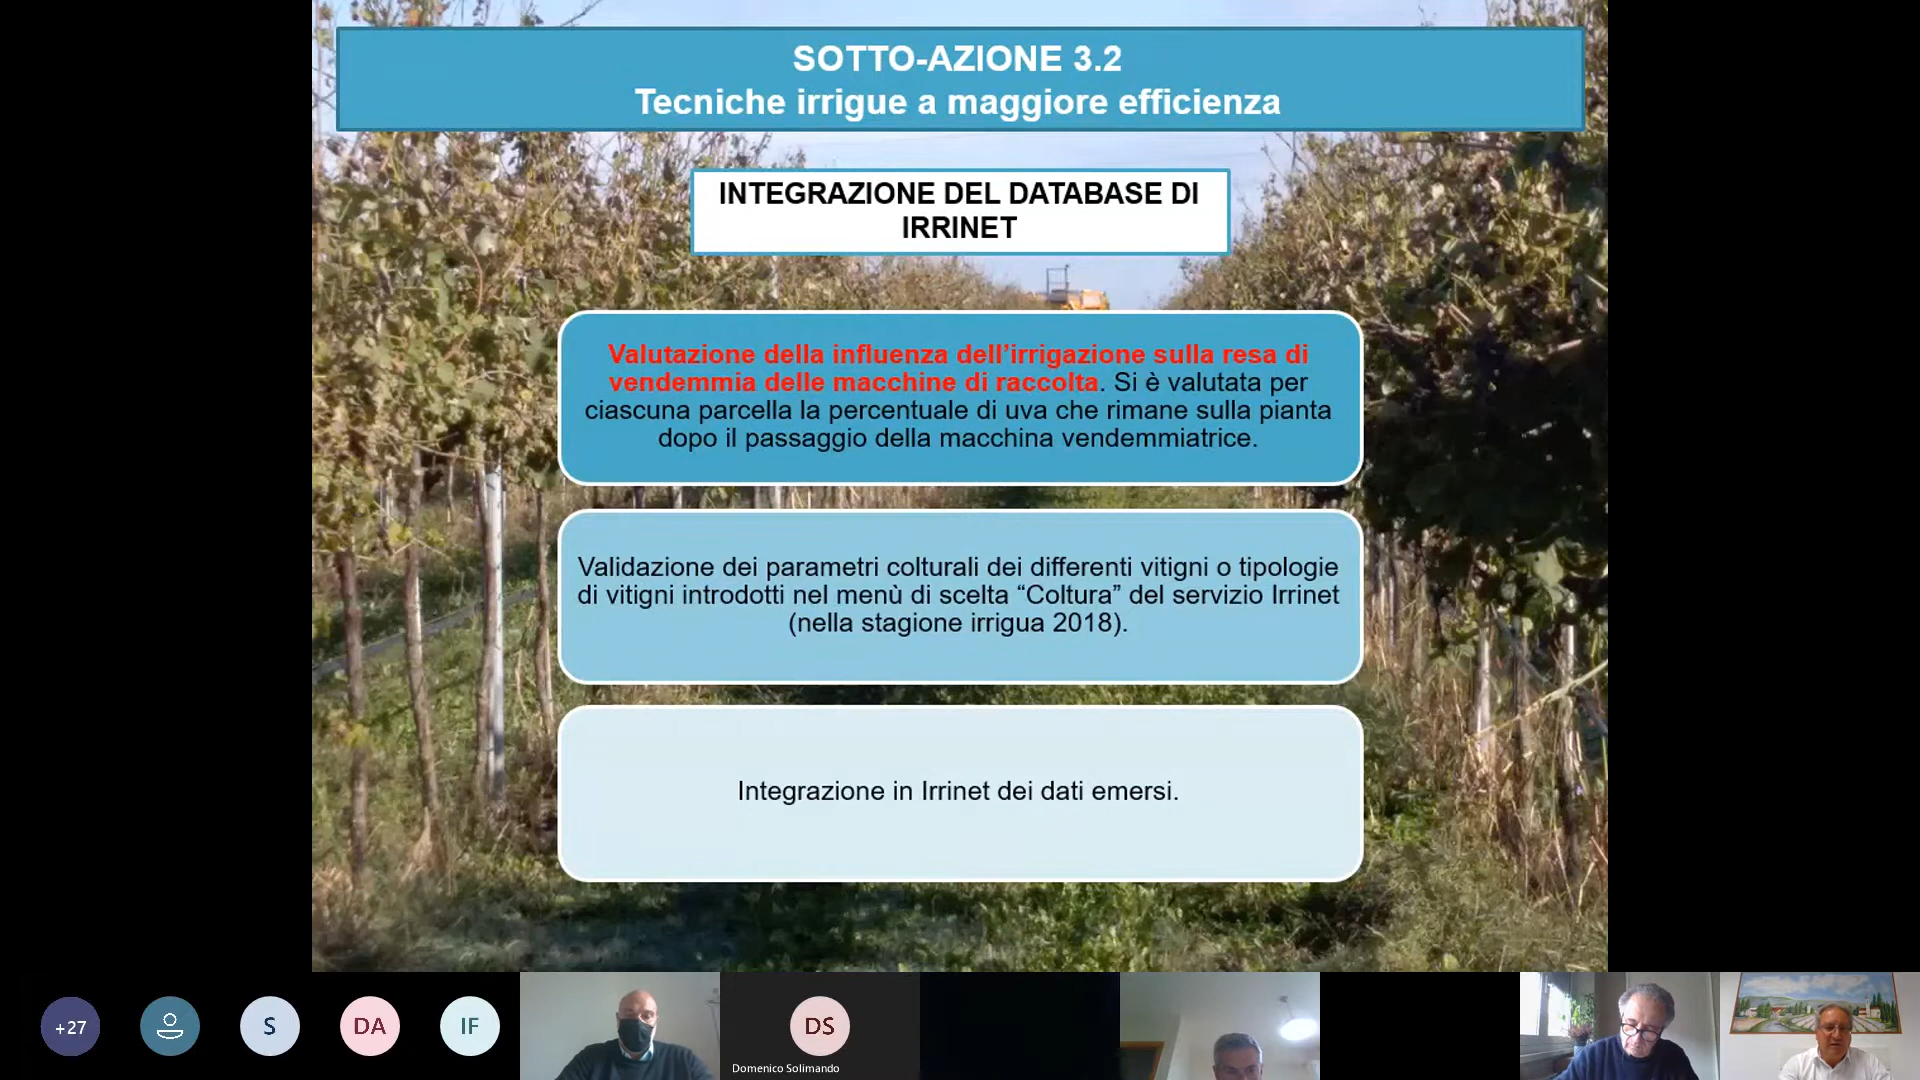 SOTTO-AZIONE 3.2
Tecniche irrigue a maggiore efficienza
INTEGRAZIONE DEL DATABASE DI
IRRINET
Valutazione della influenza dell’irrigazione sulla resa di
vendemmia delle macchine di raccolta. Si è valutata per
ciascuna parcella la percentuale di uva che rimane sulla pianta
dopo il passaggio della macchina vendemmiatrice.
Validazione dei parametri colturali dei differenti vitigni o tipologie
di vitigni introdotti nel menù di scelta “Coltura” del servizio Irrinet
(nella stagione irrigua 2018).
Integrazione in Irrinet dei dati emersi.
+27
S
DA
IF
DS
Domenico Solimando